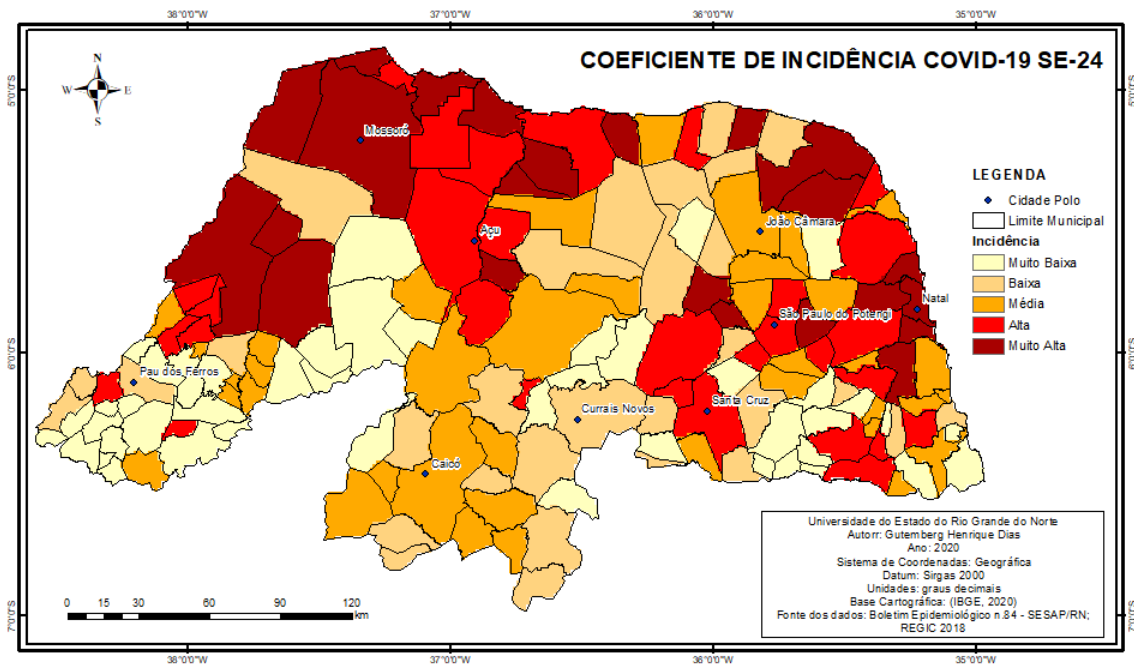 38°0'0"W 37°0'0"W 36°0'0"W 35°0'0"W
COEFICIENTE DE INCIDÊNCIA COVID-19 SE-24
N
W E
S
5°0'0"S 5°0'0"S
Mossoró
LEGENDA
Cidade Polo
Limite Municipal
Incidência
Muito Baixa
Baixa
Média
Alta
Muito Alta
Açu
João Câmara
Natal
São Paulo do Potengi
6°0'0"S 6°0'0"S
Pau dos Ferros
Currais Novos
Santa Cruz
Caicó
Universidade do Estado do Rio Grande do Norte
Autorr: Gutemberg Henrique Dias
Ano: 2020
Sistema de Coordenadas: Geográfica
Datum: Sirgas 2000
Unidades: graus decimais
Base Cartográfica: (IBGE, 2020)
Fonte dos dados: Boletim Epidemiológico n.84 - SESAP/RN;
REGIC 2018
0 15 30 60 90 120
km
7°0'0"S 7°0'0"S
38°0'0"W 37°0'0"W 36°0'0"W 35°0'0"W